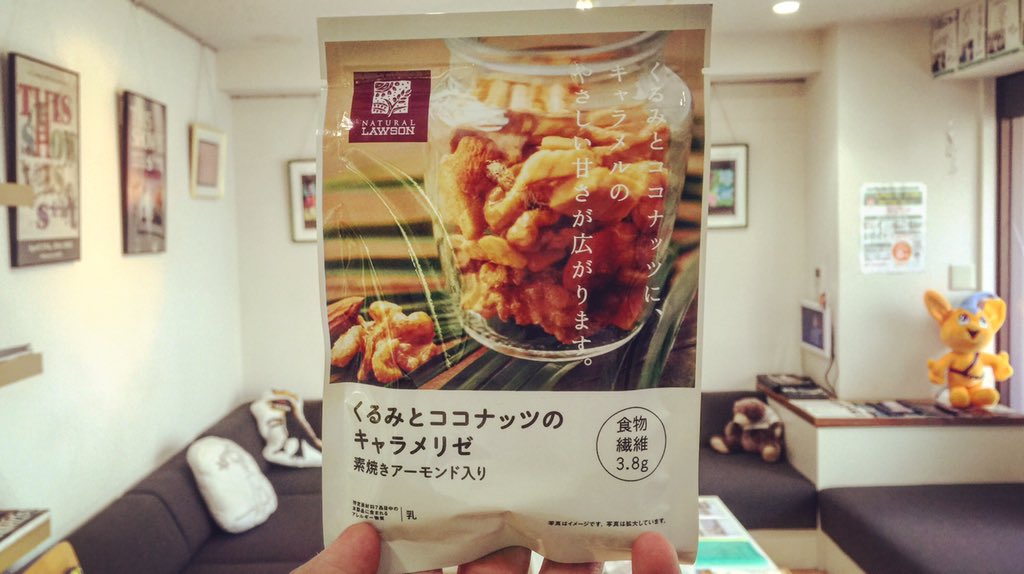 THIS
SHOW
NATURAL
LAWSON
くるみとココナッツに、
キャラメルの
やさしい甘さが広がります。
くるみとココナッツの
キャラメリゼ
素焼きアーモンド入り
食物
繊維
3.8g
乳
写真はイメージです。写真は拡大しています。